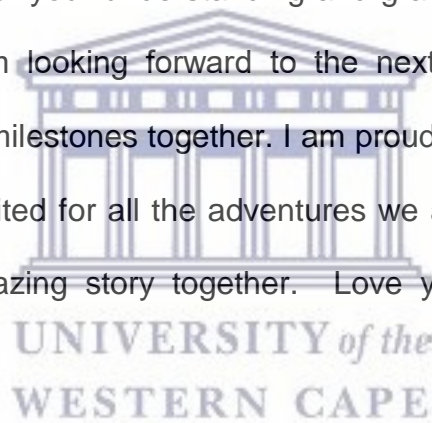 looking forward to the next
milestones together. I am proud
ited for all the adventures we
azing story together. Love y
UNIVERSITY of the
WESTERN CAPE